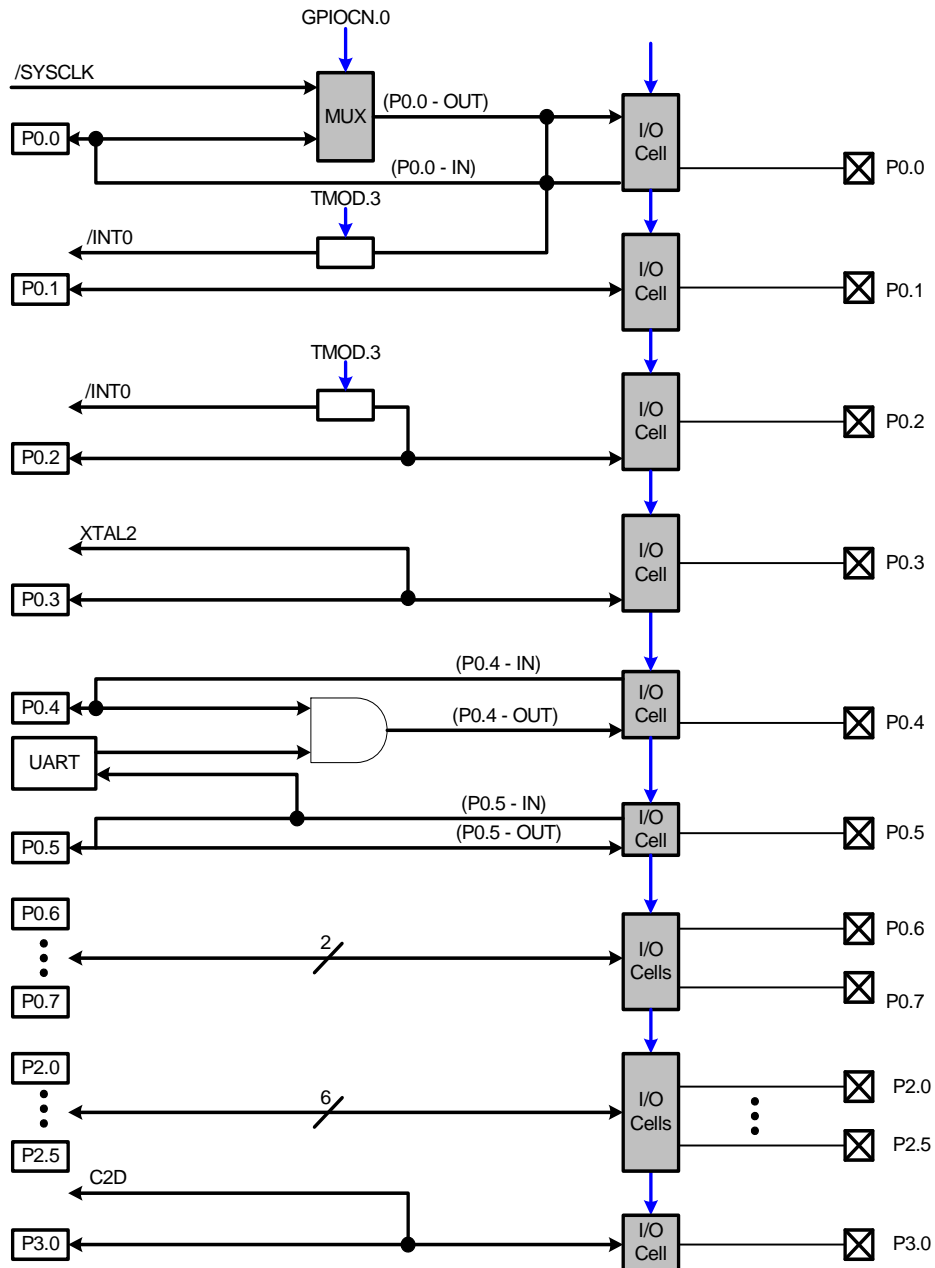 GPIOCN.0
/SYSCLK
MUX
(P0.0 - OUT)
I/O
Cell
P0.0
P0.0
(P0.0 - IN)
TMOD.3
/INT0
P0.1
I/O
Cell
P0.1
TMOD.3
/INT0
I/O
Cell
P0.2
P0.2
XTAL2
I/O
Cell
P0.3
P0.3
(P0.4 - IN)
I/O
Cell
P0.4
(P0.4 - OUT)
P0.4
UART
(P0.5 - IN)
I/O
Cell
P0.5
(P0.5 - OUT)
P0.5
P0.6
P0.6
2
I/O
Cells
P0.7
P0.7
P2.0
P2.0
6
I/O
Cells
P2.5
P2.5
C2D
P3.0
I/O
Cell
P3.0